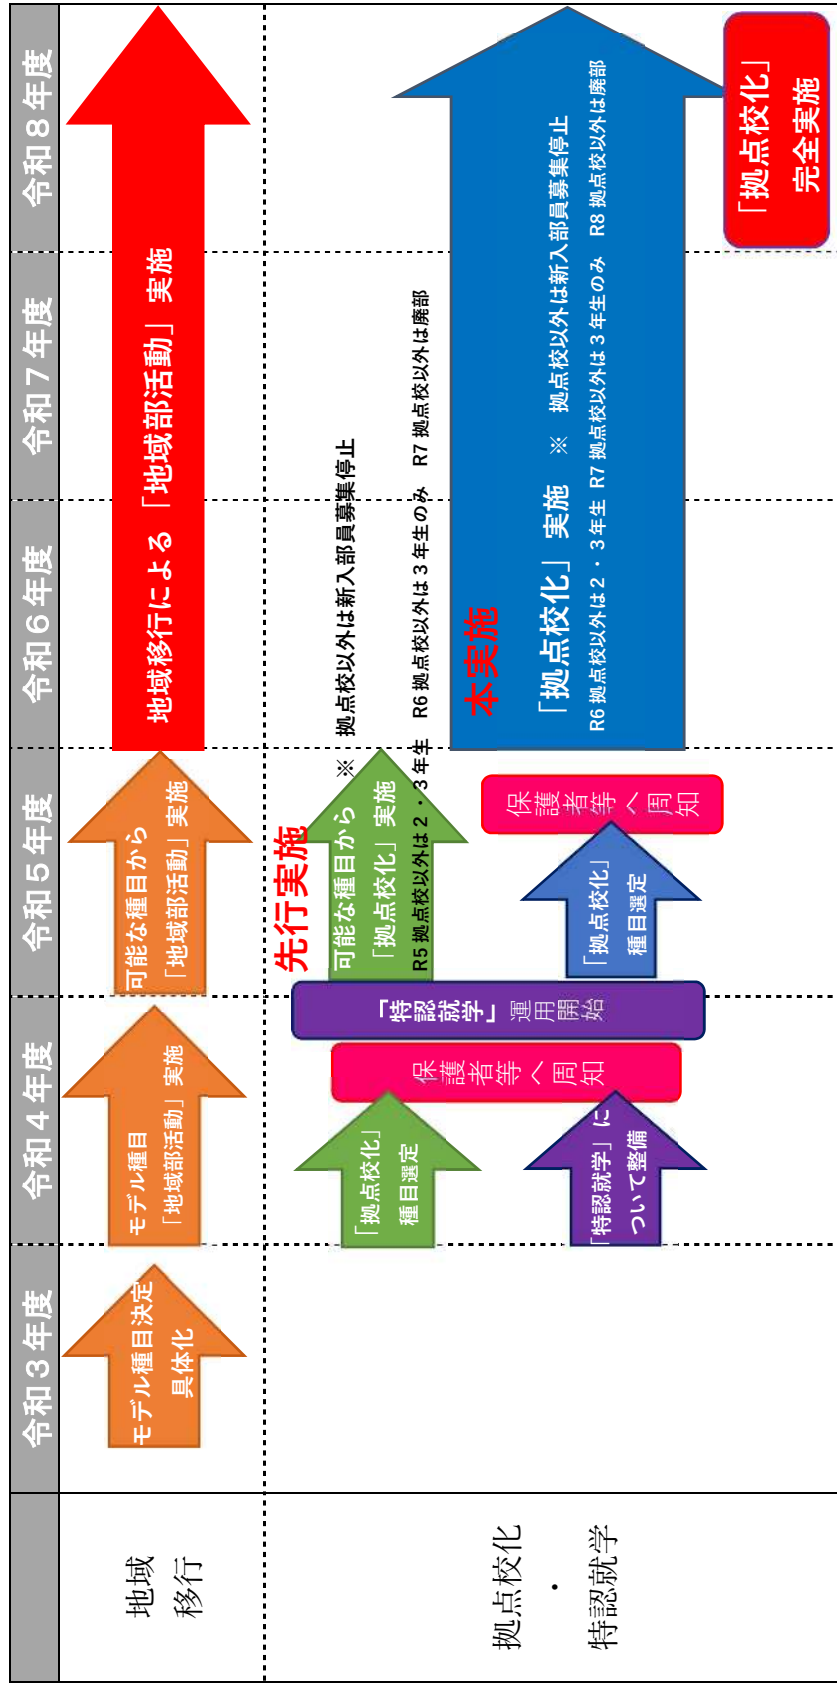 令和3年度
令和4年度
令和5年度
令和6年度
令和7年度
令和8年度
地域
移行
モデル種目決定
具体化
モデル種目
「地域部活動」実施
可能な種目から
「地域部活動」実施
地域移行による「地域部活動」実施
拠点校化
・
特認就学
「拠点校化」
種目選定
「特認就学」に
ついて整備
保護者等へ周知
「特認就学」運用開始
先行実施
※ 拠点校以外は新入部員募集停止
可能な種目から
「拠点校化」実施
R5拠点校以外は2・3年生 R6拠点校以外は3年生のみ R7拠点校以外は廃部
「拠点校化」
種目選定
保護者等へ周知
本実施
「拠点校化」実施 ※ 拠点校以外は新入部員募集停止
R6拠点校以外は2・3年生 R7拠点校以外は3年生のみ R8拠点校以外は廃部
「拠点校化」
完全実施